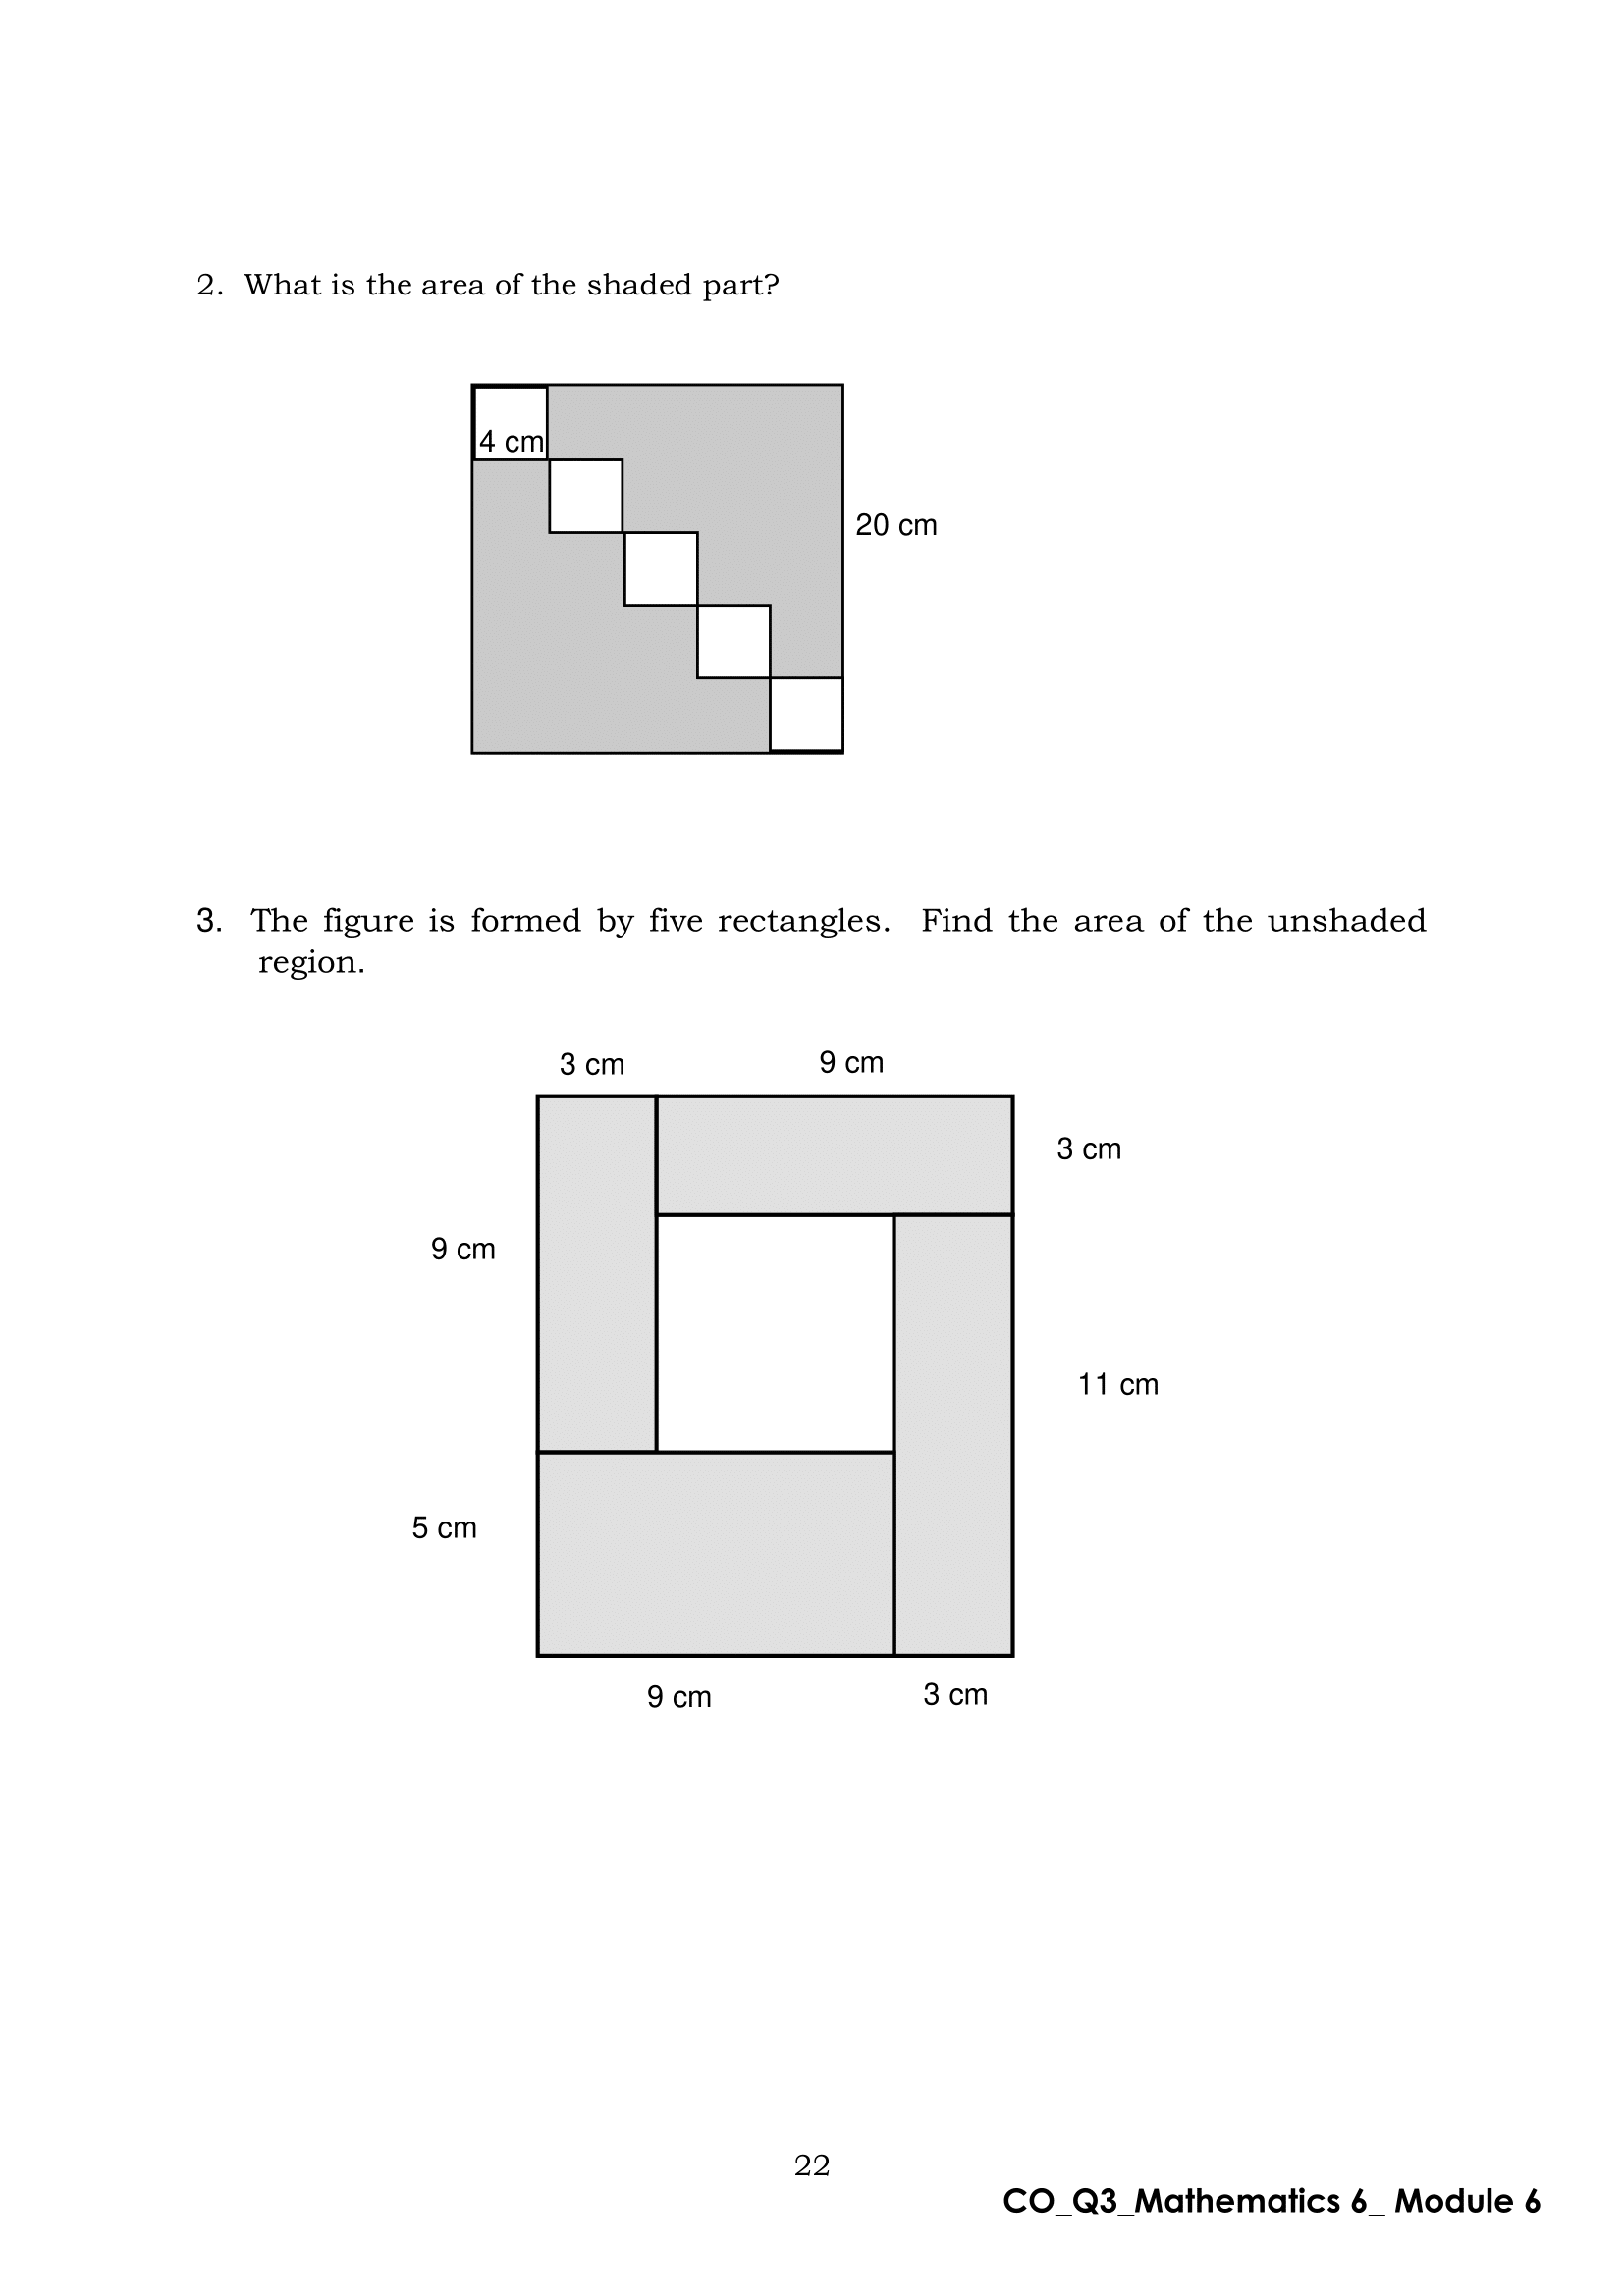 2. What is the area of the shaded part?
4 cm
20 cm
3. The figure is formed by five rectangles. Find the area of the unshaded
region.
3 cm
9 cm
3 cm
9 cm
11 cm
5 cm
9 cm
3 cm
22
CO_Q3_Mathematics 6_ Module 6